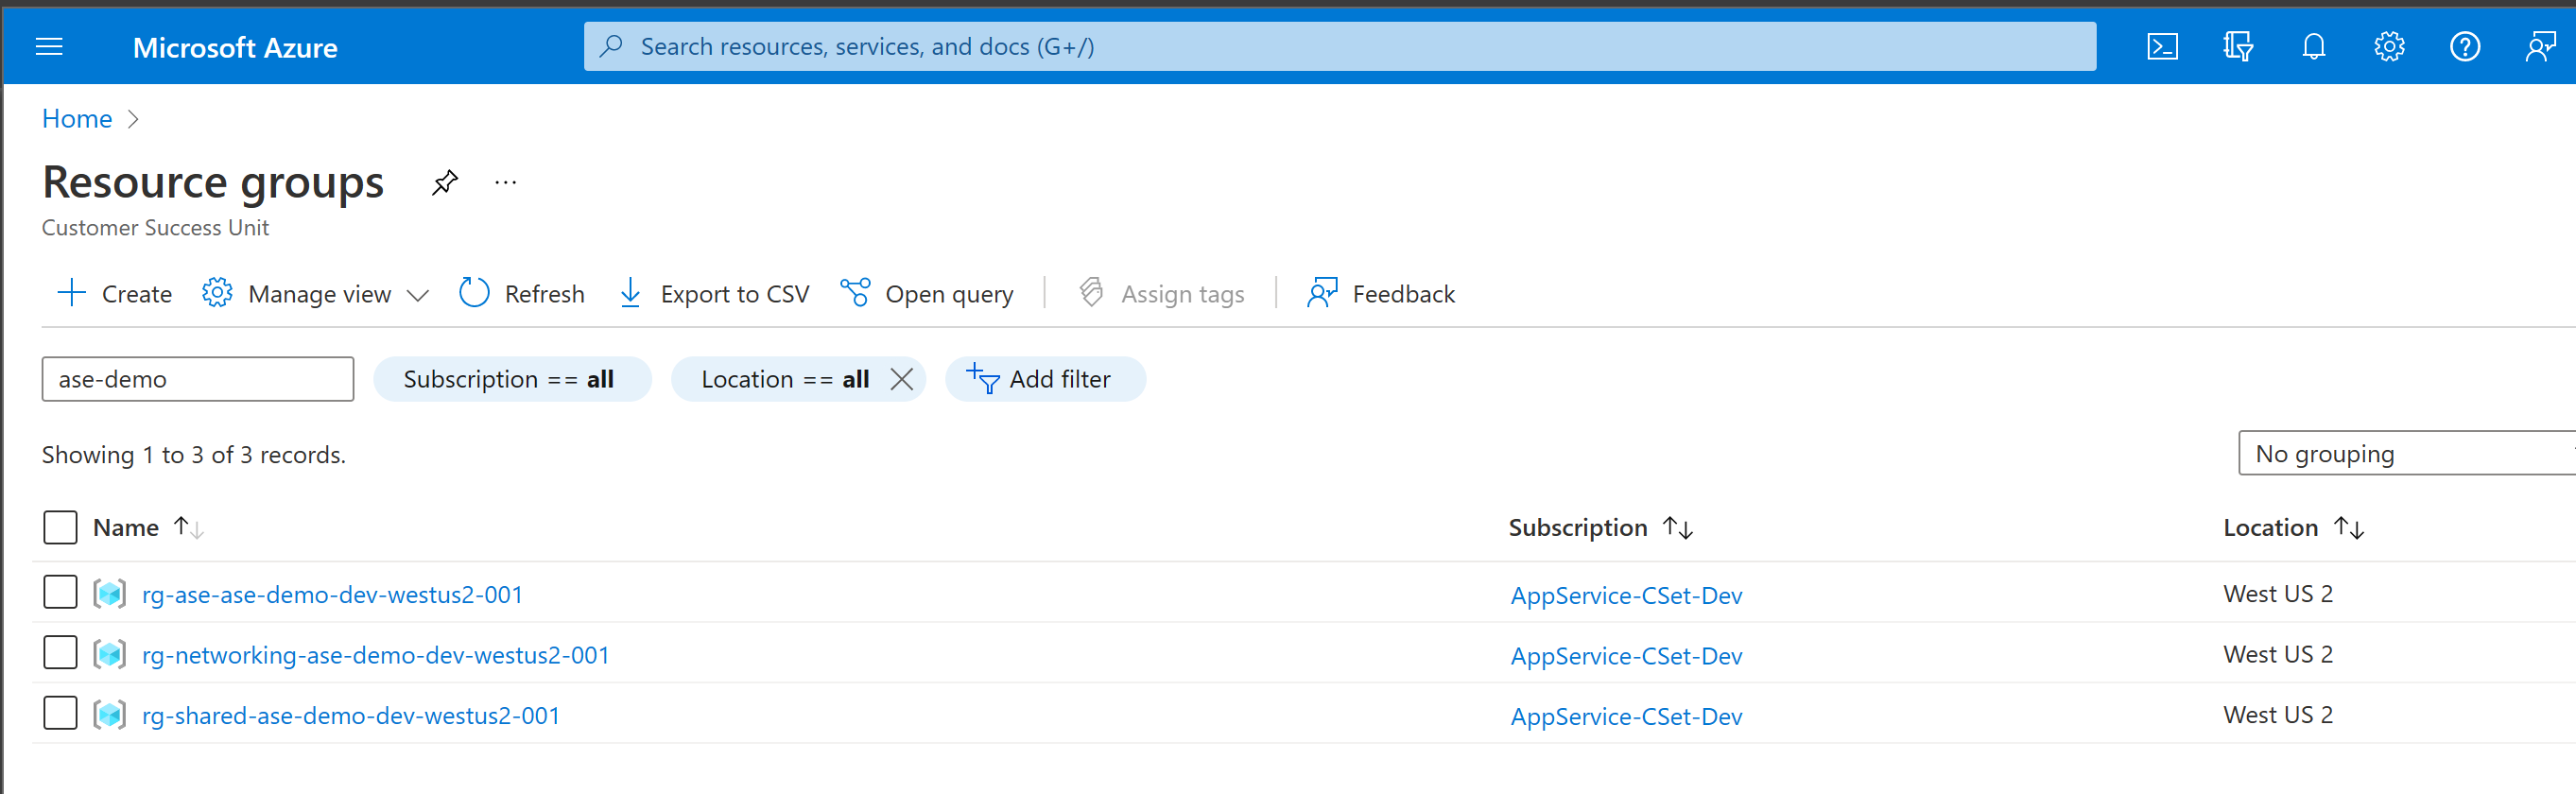 Microsoft Azure
Search resources, services, and docs (G+/)
Home
Resource groups
Customer Success Unit
Create Manage view Refresh Export to CSV Open query Assign tags Feedback
ase-demo Subscription == all Location == all Add filter
Showing 1 to 3 of 3 records. No grouping
Name Subscription Location
rg-ase-ase-demo-dev-westus2-001 AppService-CSet-Dev West US 2
rg-networking-ase-demo-dev-westus2-001 AppService-CSet-Dev West US 2
rg-shared-ase-demo-dev-westus2-001 AppService-CSet-Dev West US 2